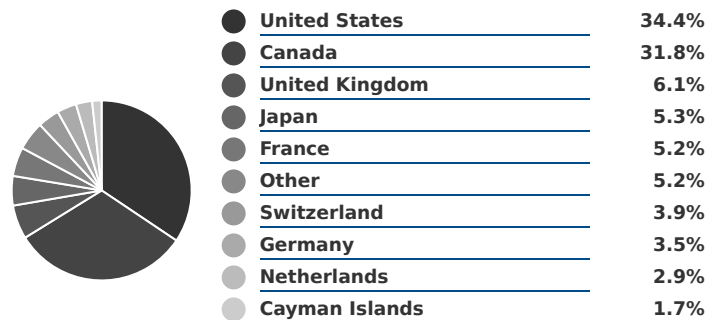 United States 34.4%
Canada 31.8%
United Kingdom 6.1%
Japan 5.3%
France 5.2%
Other 5.2%
Switzerland 3.9%
Germany 3.5%
Netherlands 2.9%
Cayman Islands 1.7%